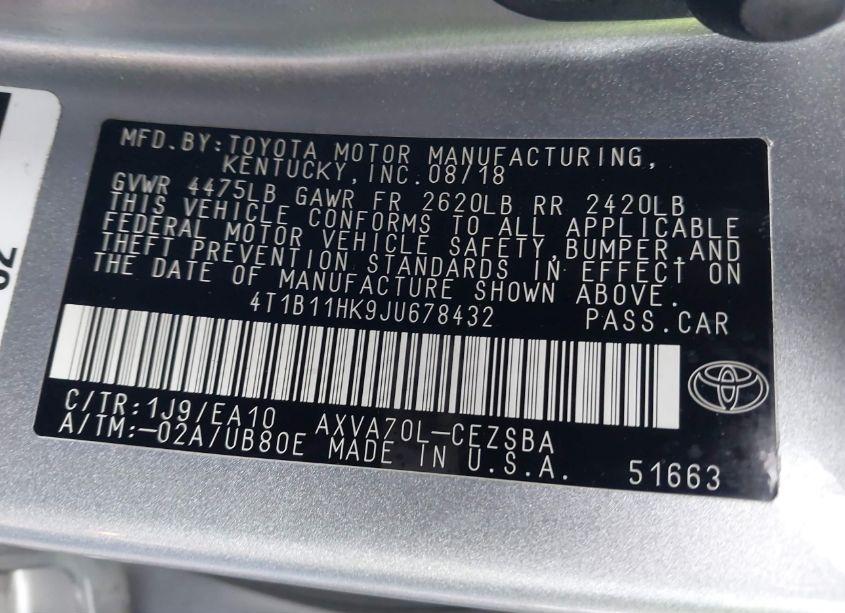 MFD.BY:TOYOTA MOTOR MANUFACTURING,
KENTUCKY,INC.08/18
GVWR 4475LB GAWR FR 2620LB RR 2420LB
THIS VEHICLE CONFORMS TO ALL APPLICABLE
FEDERAL MOTOR VEHICLE SAFETY,BUMPER,AND
THEFT PREVENTION STANDARDS IN EFFECT ON
THE DATE OF MANUFACTURE SHOWN ABOVE.
4T1B11HK9JU678432 PASS.CAR
C/TR:1J9/EA10 AXVA70L-CEZSBA
A/TM:-02A/UB80E MADE IN U.S.A. 51663